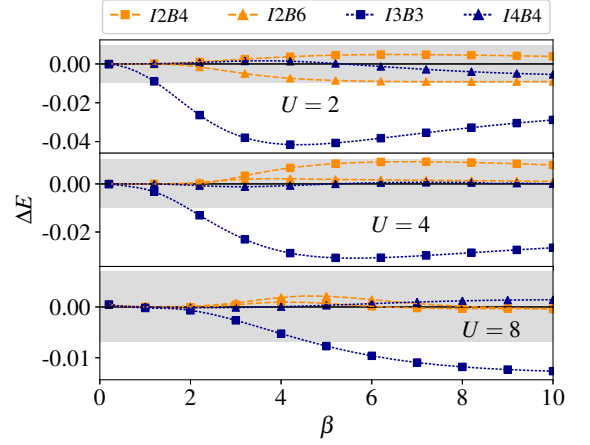 I2B4 I2B6 I3B3 I4B4
0.00
-0.02
-0.04
U = 2
0.00
-0.02
U = 4
ΔE
0.00
-0.01
U = 8
0 2 4 6 8 10
β